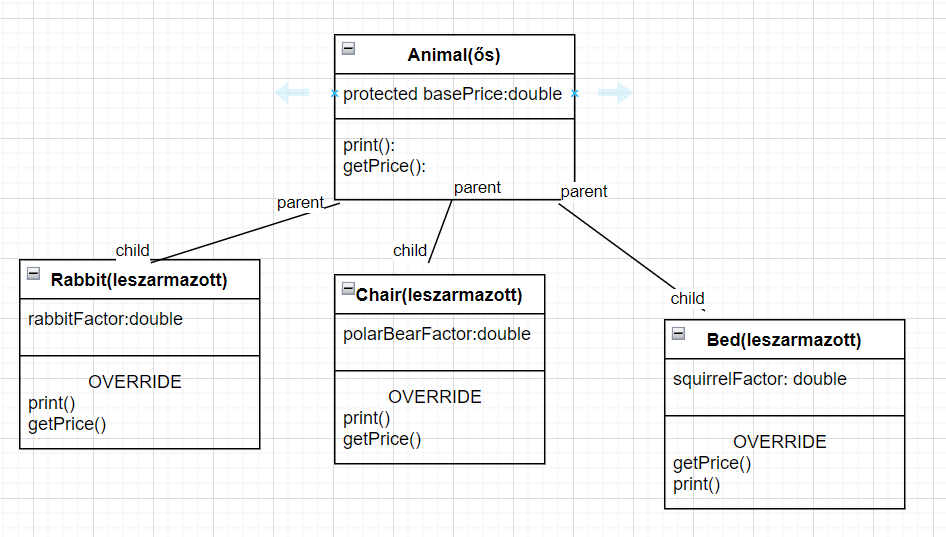 Animal(ős)
protected basePrice:double
print():
getPrice():
parent
parent
parent
child
child
child
Rabbit(leszarmazott)
rabbitFactor:double
OVERRIDE
print()
getPrice()
Chair(leszarmazott)
polarBearFactor:double
OVERRIDE
print()
getPrice()
Bed(leszarmazott)
squirrelFactor: double
OVERRIDE
getPrice()
print()